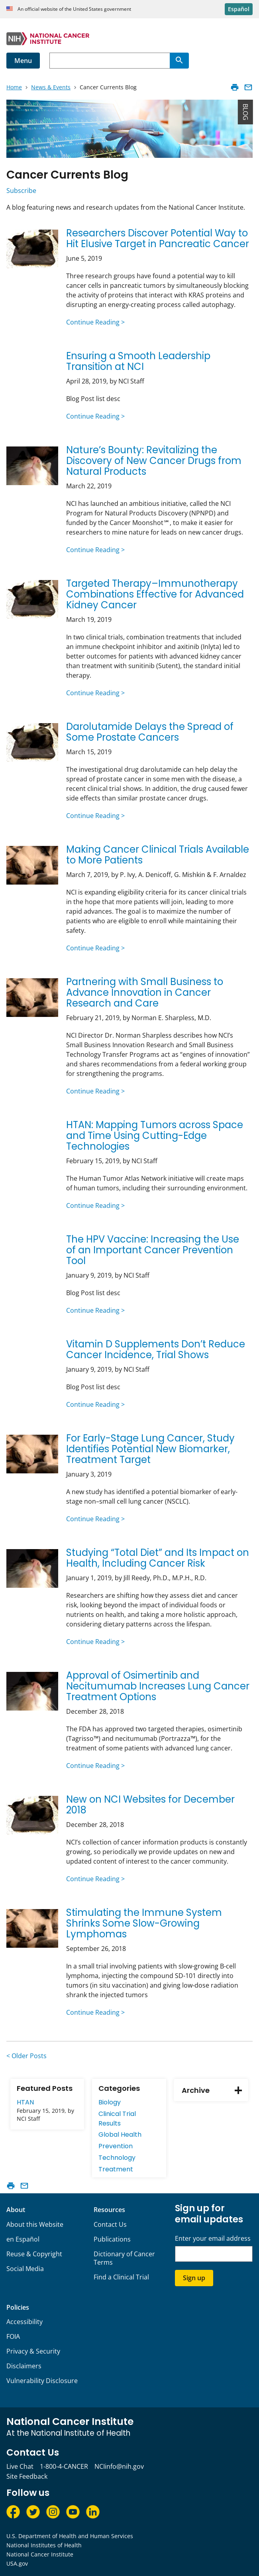 An official website of the United States government
Español
NIH NATIONAL CANCER INSTITUTE
Menu
Home › News & Events › Cancer Currents Blog
BLOG
Cancer Currents Blog
Subscribe
A blog featuring news and research updates from the National Cancer Institute.
Researchers Discover Potential Way to
Hit Elusive Target in Pancreatic Cancer
June 5, 2019
Three research groups have found a potential way to kill
cancer cells in pancreatic tumors by simultaneously blocking
the activity of proteins that interact with KRAS proteins and
disrupting an energy-creating process called autophagy.
Continue Reading >
Ensuring a Smooth Leadership
Transition at NCI
April 28, 2019, by NCI Staff
Blog Post list desc
Continue Reading >
Nature's Bounty: Revitalizing the
Discovery of New Cancer Drugs from
Natural Products
March 22, 2019
NCI has launched an ambitious initiative, called the NCI
Program for Natural Products Discovery (NPNPD) and
funded by the Cancer Moonshot℠, to make it easier for
researchers to mine nature for leads on new cancer drugs.
Continue Reading >
Targeted Therapy–Immunotherapy
Combinations Effective for Advanced
Kidney Cancer
March 19, 2019
In two clinical trials, combination treatments that included
an immune checkpoint inhibitor and axitinib (Inlyta) led to
better outcomes patients with advanced kidney cancer
than treatment with sunitinib (Sutent), the standard initial
therapy.
Continue Reading >
Darolutamide Delays the Spread of
Some Prostate Cancers
March 15, 2019
The investigational drug darolutamide can help delay the
spread of prostate cancer in some men with the disease, a
recent clinical trial shows. In addition, the drug caused fewer
side effects than similar prostate cancer drugs.
Continue Reading >
Making Cancer Clinical Trials Available
to More Patients
March 7, 2019, by P. Ivy, A. Denicoff, G. Mishkin & F. Arnaldez
NCI is expanding eligibility criteria for its cancer clinical trials
in the hope that more patients will join, leading to more
rapid advances. The goal is to maximize the number of
patients who are eligible to enroll while maintaining their
safety.
Continue Reading >
Partnering with Small Business to
Advance Innovation in Cancer
Research and Care
February 21, 2019, by Norman E. Sharpless, M.D.
NCI Director Dr. Norman Sharpless describes how NCI's
Small Business Innovation Research and Small Business
Technology Transfer Programs act as "engines of innovation"
and shares recommendations from a federal working group
for strengthening the programs.
Continue Reading >
HTAN: Mapping Tumors across Space
and Time Using Cutting-Edge
Technologies
February 15, 2019, by NCI Staff
The Human Tumor Atlas Network initiative will create maps
of human tumors, including their surrounding environment.
Continue Reading >
The HPV Vaccine: Increasing the Use
of an Important Cancer Prevention
Tool
January 9, 2019, by NCI Staff
Blog Post list desc
Continue Reading >
Vitamin D Supplements Don't Reduce
Cancer Incidence, Trial Shows
January 9, 2019, by NCI Staff
Blog Post list desc
Continue Reading >
For Early-Stage Lung Cancer, Study
Identifies Potential New Biomarker,
Treatment Target
January 3, 2019
A new study has identified a potential biomarker of early-
stage non–small cell lung cancer (NSCLC).
Continue Reading >
Studying "Total Diet" and Its Impact on
Health, Including Cancer Risk
January 1, 2019, by Jill Reedy, Ph.D., M.P.H., R.D.
Researchers are shifting how they assess diet and cancer
risk, looking beyond the impact of individual foods or
nutrients on health, and taking a more holistic approach,
considering dietary patterns across the lifespan.
Continue Reading >
Approval of Osimertinib and
Necitumumab Increases Lung Cancer
Treatment Options
December 28, 2018
The FDA has approved two targeted therapies, osimertinib
(Tagrisso™) and necitumumab (Portrazza™), for the
treatment of some patients with advanced lung cancer.
Continue Reading >
New on NCI Websites for December
2018
December 28, 2018
NCI's collection of cancer information products is constantly
growing, so periodically we provide updates on new and
updated content of interest to the cancer community.
Continue Reading >
Stimulating the Immune System
Shrinks Some Slow-Growing
Lymphomas
September 26, 2018
In a small trial involving patients with slow-growing B-cell
lymphoma, injecting the compound SD-101 directly into
tumors (in situ vaccination) and giving low-dose radiation
shrank the injected tumors
Continue Reading >
< Older Posts
Featured Posts
HTAN
February 15, 2019, by
NCI Staff
Categories
Biology
Clinical Trial
Results
Global Health
Prevention
Technology
Treatment
Archive
About
About this Website
en Español
Reuse & Copyright
Social Media
Resources
Contact Us
Publications
Dictionary of Cancer
Terms
Find a Clinical Trial
Sign up for
email updates
Enter your email address
Sign up
Policies
Accessibility
FOIA
Privacy & Security
Disclaimers
Vulnerability Disclosure
National Cancer Institute
At the National Institutes of Health
Contact Us
Live Chat 1-800-4-CANCER NCIinfo@nih.gov
Site Feedback
Follow us
U.S. Department of Health and Human Services
National Institutes of Health
National Cancer Institute
USA.gov